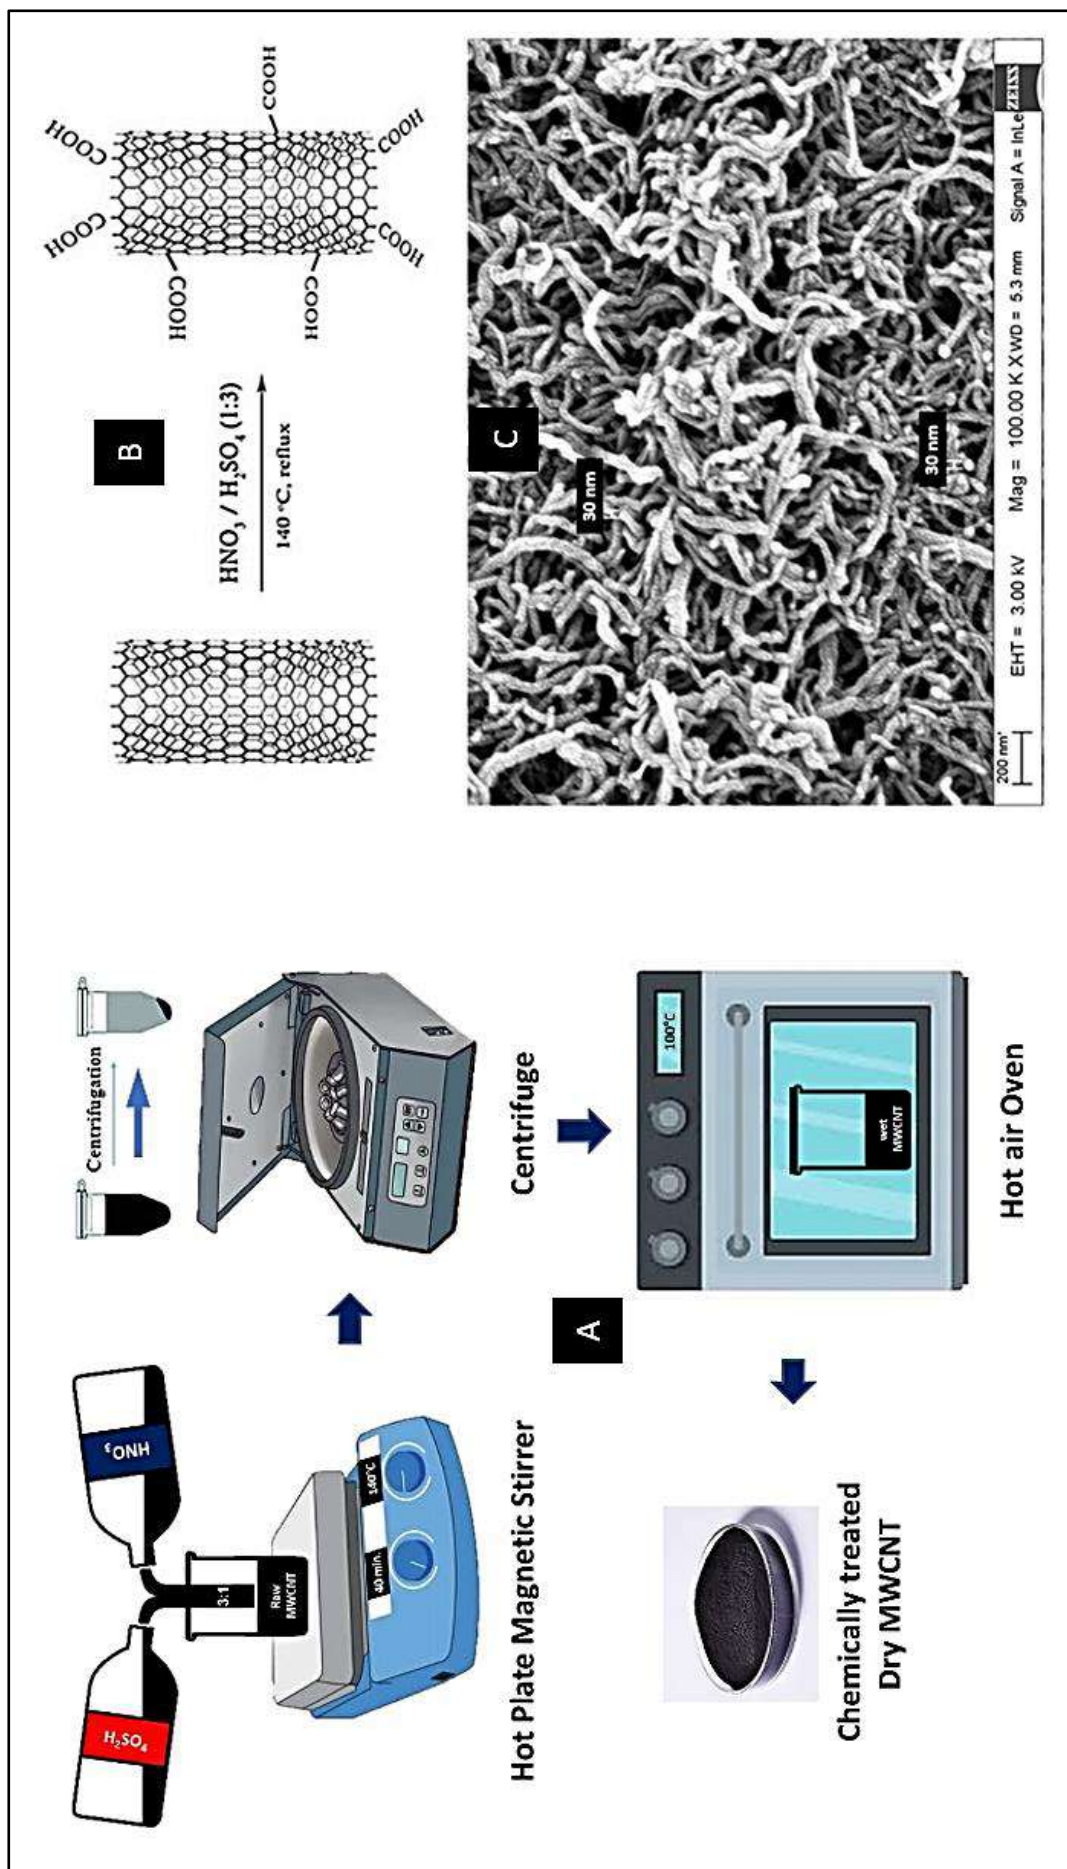 H₂SO₄
HNO₃
3:1
Raw
MWCNT
40 min.
140°C
Hot Plate Magnetic Stirrer
Centrifugation
Centrifuge
A
100°C
wet
MWCNT
Hot air Oven
Chemically treated
Dry MWCNT
B
HNO₃ / H₂SO₄ (1:3)
140 °C, reflux
COOH
COOH
COOH
COOH
COOH
COOH
COOH
C
30 nm
30 nm
200 nm'
EHT = 3.00 kV
Mag = 100.00 K X
WD = 5.3 mm
Signal A = InLe
ZEISS